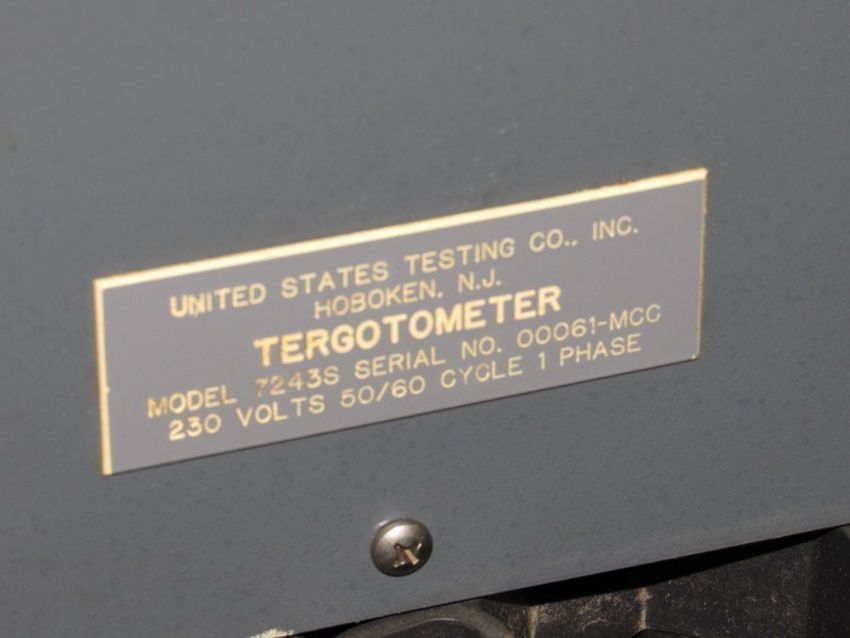 UNITED STATES TESTING CO., INC.
HOBOKEN, N.J.
TERGOTOMETER
MODEL 7243S SERIAL NO. 00061-MCC
230 VOLTS 50/60 CYCLE 1 PHASE